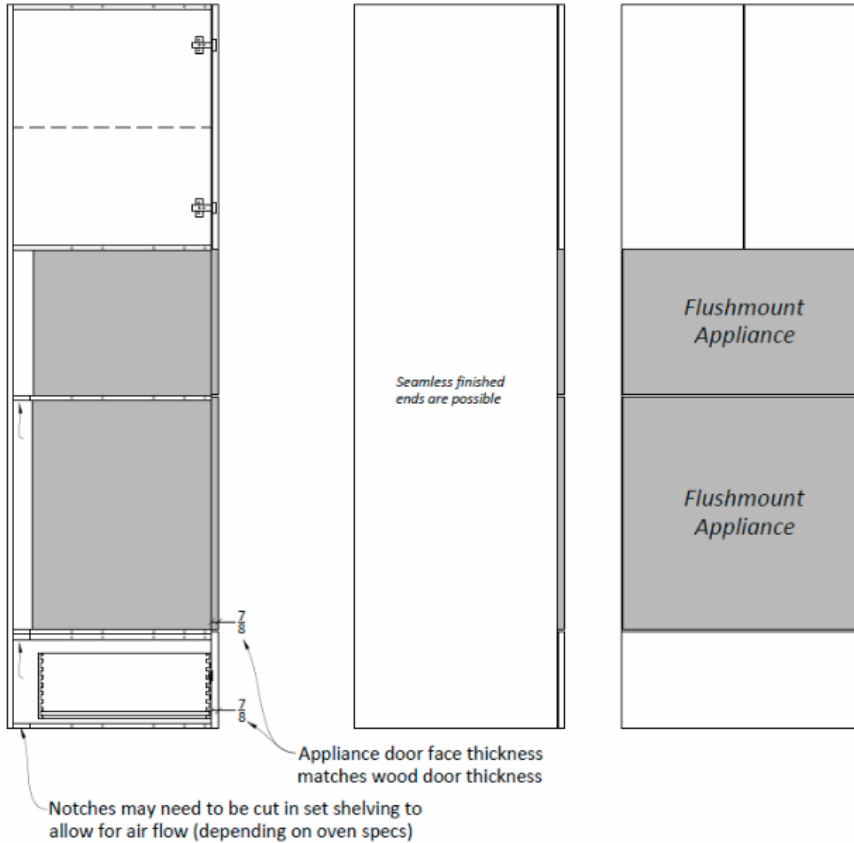 Flushmount
Appliance
Seamless finished
ends are possible
Flushmount
Appliance
7/8
7/8
Appliance door face thickness
matches wood door thickness
Notches may need to be cut in set shelving to
allow for air flow (depending on oven specs)